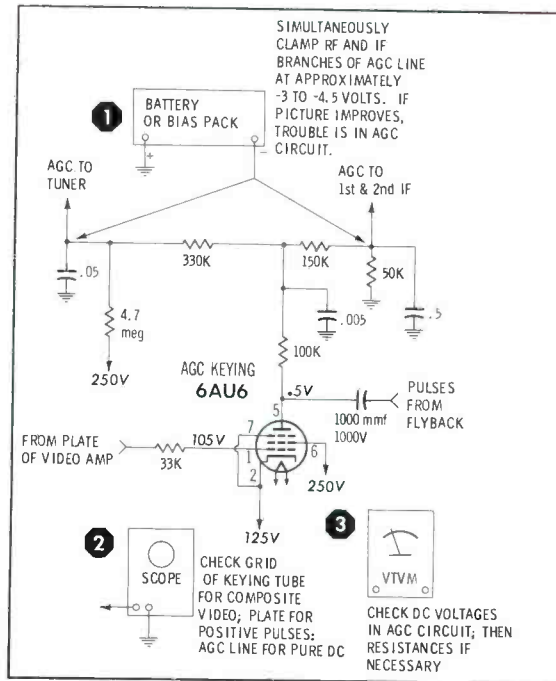 SIMULTANEOUSLY
CLAMP RF AND IF
BRANCHES OF AGC LINE
AT APPROXIMATELY
-3 TO -4.5 VOLTS. IF
PICTURE IMPROVES,
TROUBLE IS IN AGC
CIRCUIT.
1
BATTERY
OR BIAS PACK
+
–
AGC TO
TUNER
AGC TO
1st & 2nd IF
.05
330K
150K
50K
4.7
meg
.005
.5
250V
100K
AGC KEYING
6AU6
.5V
5
1000 mmf
1000V
PULSES
FROM
FLYBACK
FROM PLATE
OF VIDEO AMP
33K
105V
7
1
2
6
250V
125V
2
SCOPE
CHECK GRID
OF KEYING TUBE
FOR COMPOSITE
VIDEO; PLATE FOR
POSITIVE PULSES:
AGC LINE FOR PURE DC
3
VTVM
CHECK DC VOLTAGES
IN AGC CIRCUIT; THEN
RESISTANCES IF
NECESSARY